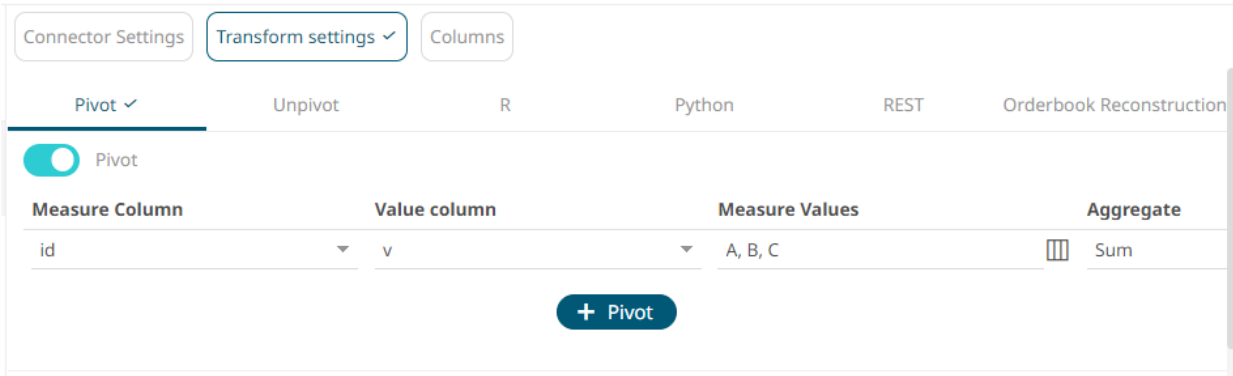 Connector Settings Transform settings Columns
Pivot Unpivot R Python REST Orderbook Reconstruction
Pivot
Measure Column Value column Measure Values Aggregate
id v A, B, C Sum
+ Pivot